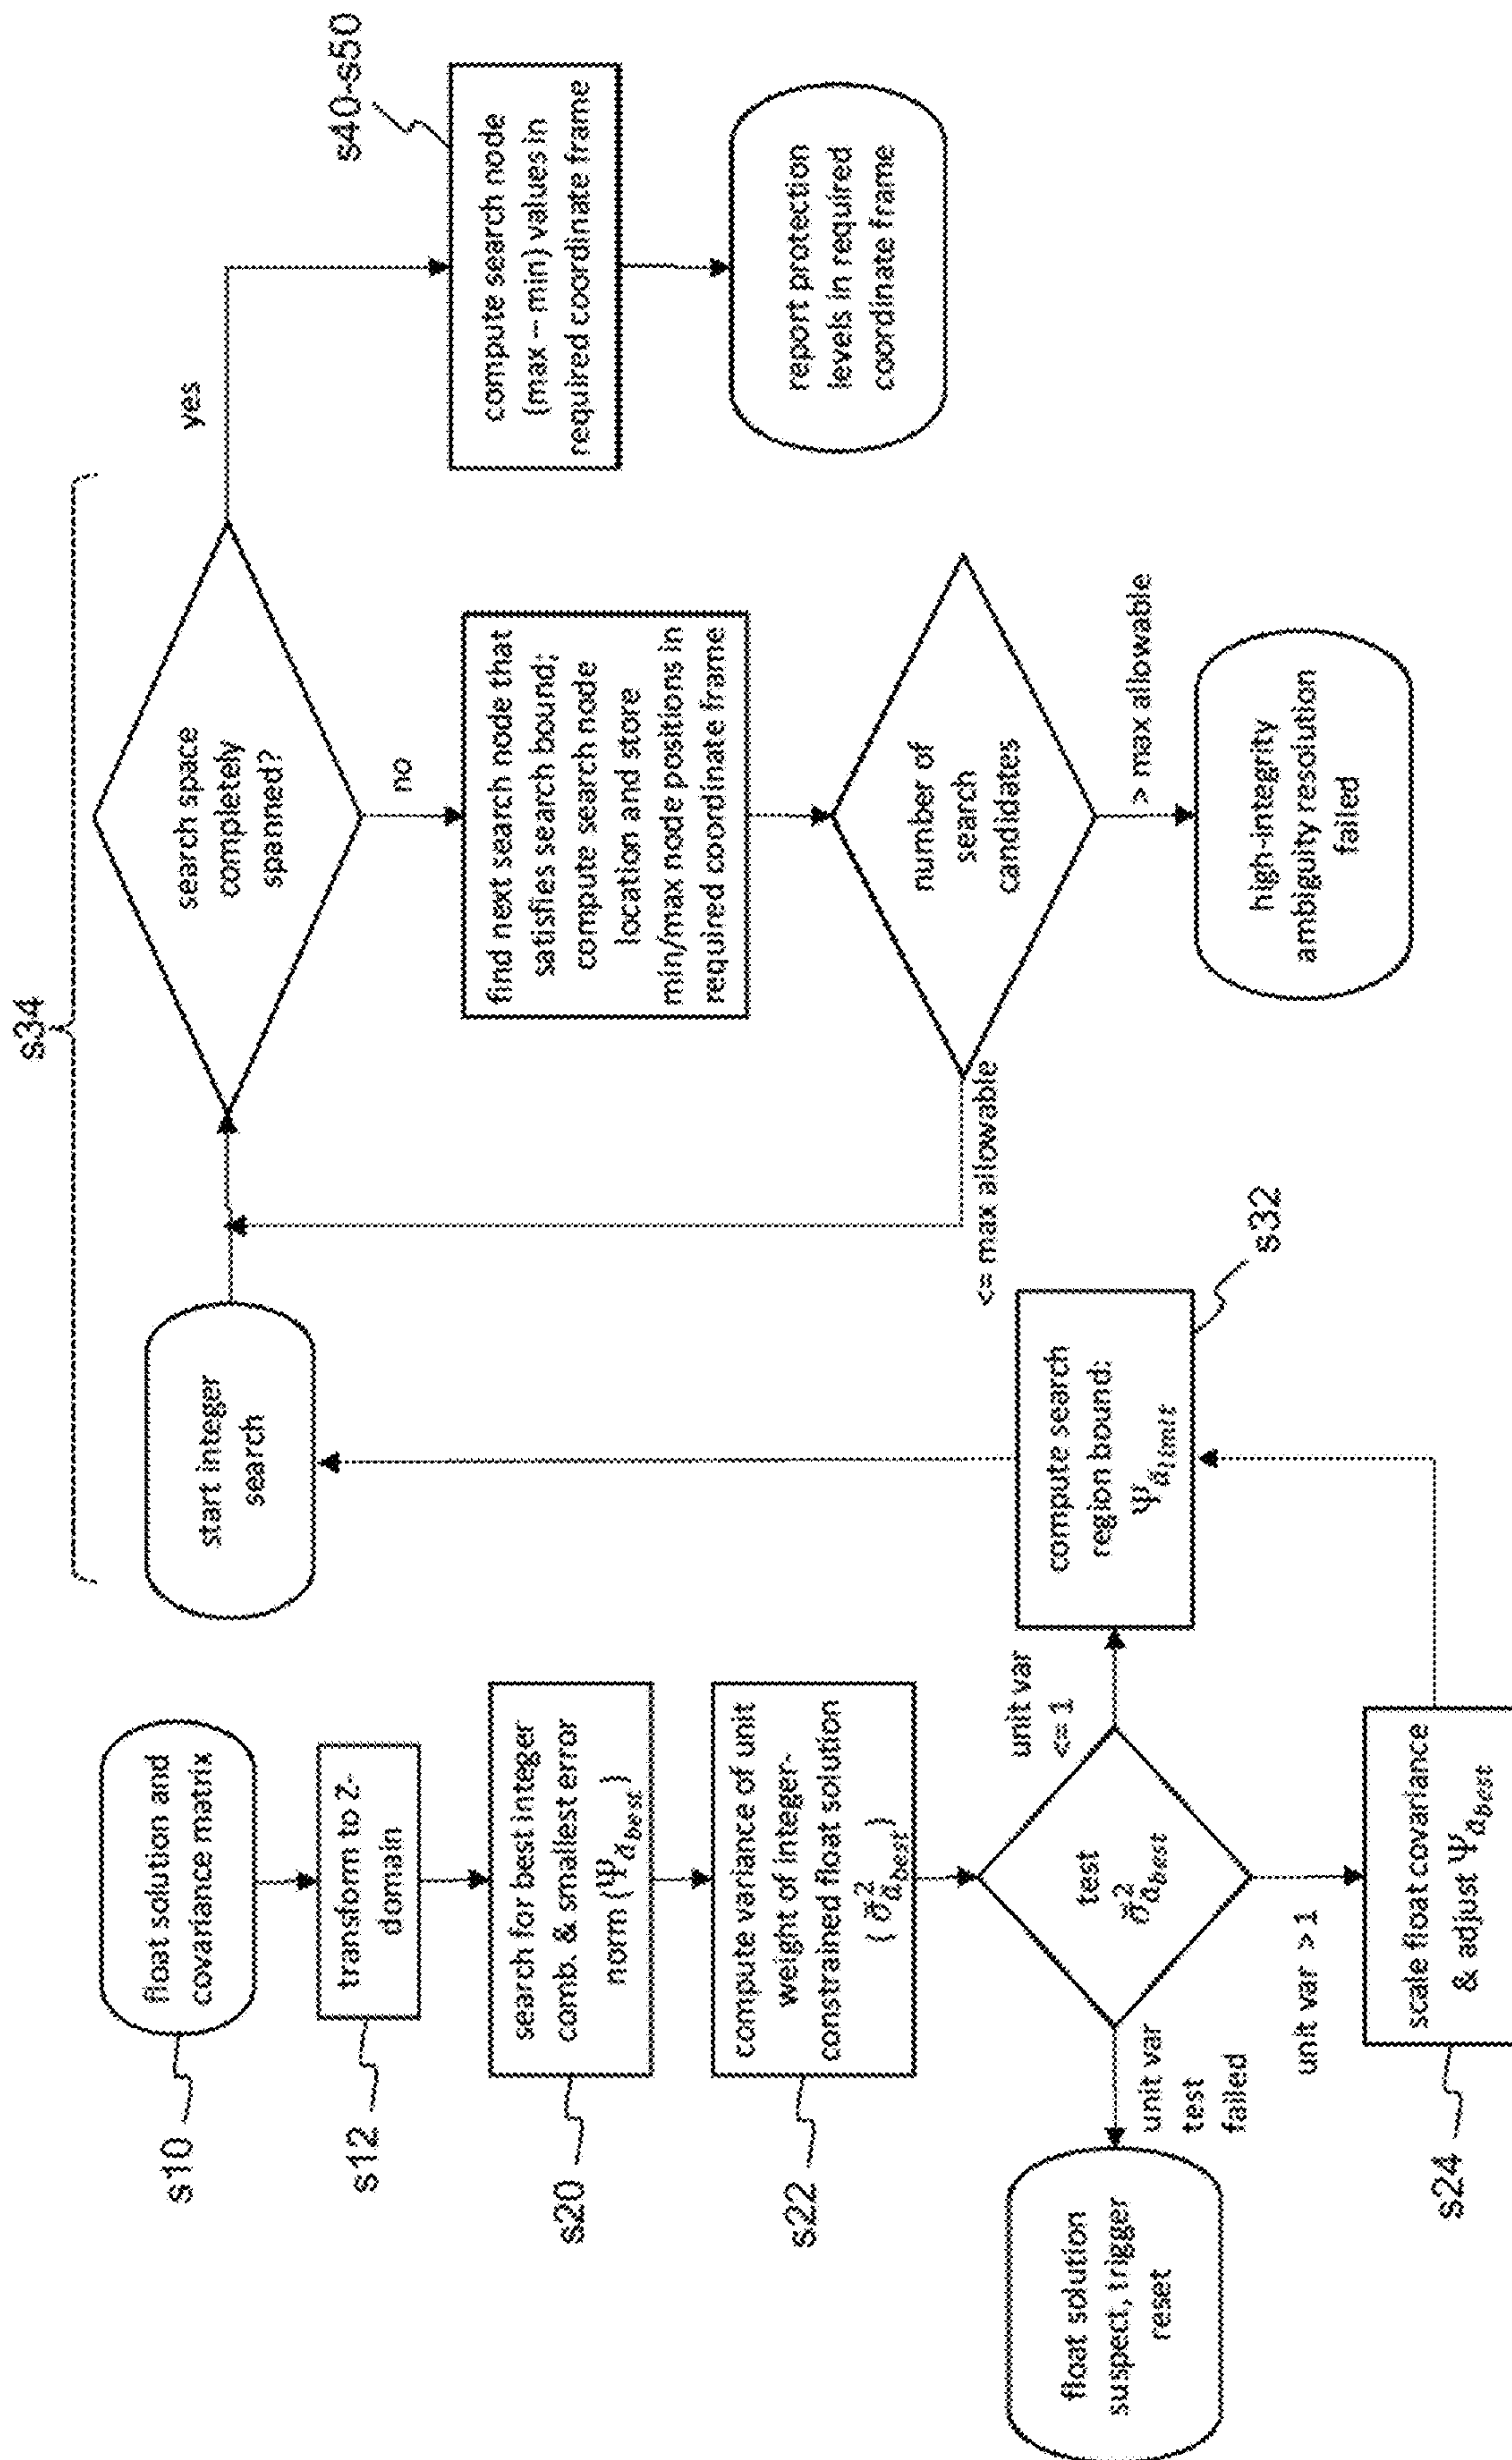 s10
float solution and
covariance matrix
s12
transform to Z-
domain
s20
search for best integer
comb. & smallest error
norm (Ψ_ă_best)
s22
compute variance of unit
weight of integer-
constrained float solution
( σ̆²_ă_best )
test
σ̆²_ă_best
unit var
test
failed
float solution
suspect, trigger
reset
unit var
<= 1
unit var > 1
s24
scale float covariance
& adjust Ψ_ă_best
compute search
region bound:
Ψ_ă_limit
s32
s34
start integer
search
search space
completely
spanned?
no
yes
find next search node that
satisfies search bound;
compute search node
location and store
min/max node positions in
required coordinate frame
number of
search
candidates
<= max allowable
> max allowable
high-integrity
ambiguity resolution
failed
s40-s50
compute search node
(max – min) values in
required coordinate frame
report protection
levels in required
coordinate frame